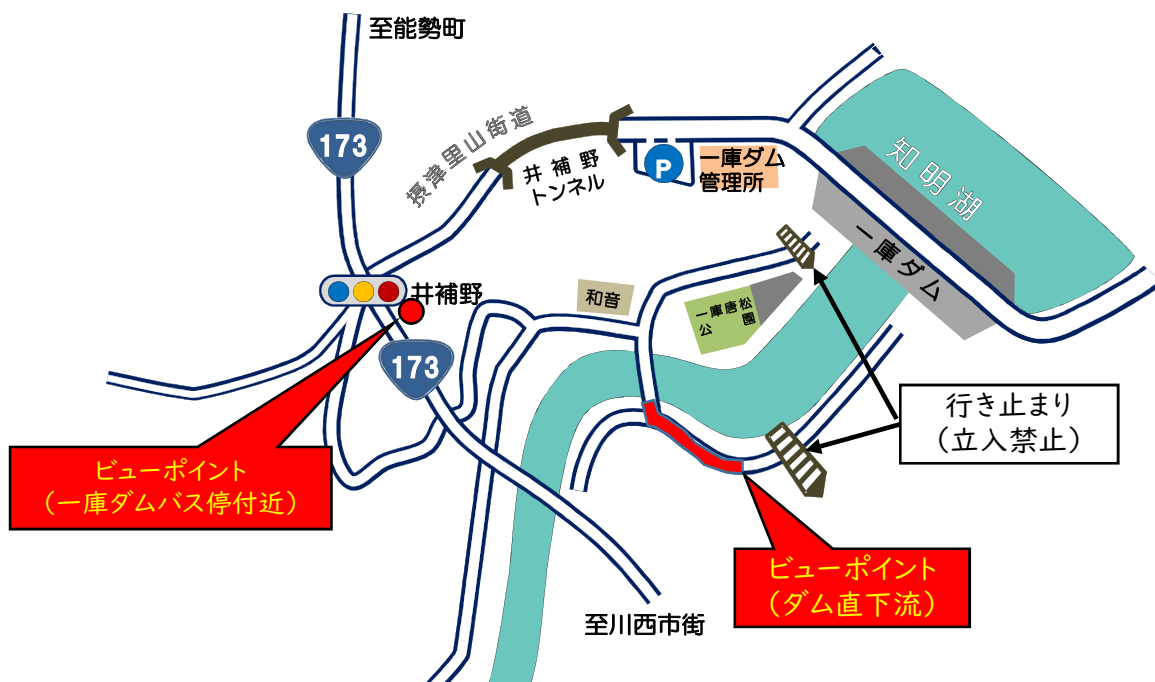 至能勢町
173
摂津里山街道
井補野
トンネル
P
一庫ダム
管理所
知明湖
一庫ダム
井補野
和音
一庫唐松
公園
173
行き止まり
（立入禁止）
ビューポイント
（一庫ダムバス停付近）
ビューポイント
（ダム直下流）
至川西市街